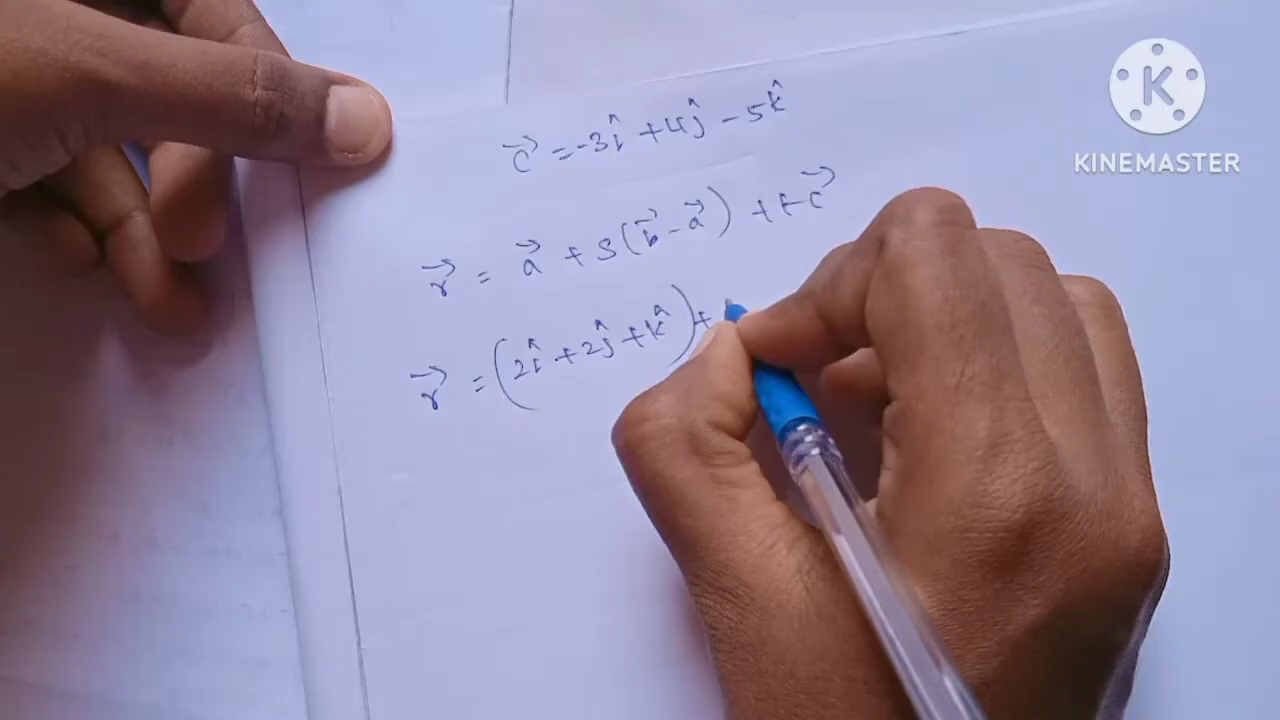 c⃗ = -3î + 4ĵ - 5k̂
r⃗ = a⃗ + s(b⃗ - a⃗) + t c⃗
r⃗ = (2î + 2ĵ + k̂) +
K
KINEMASTER